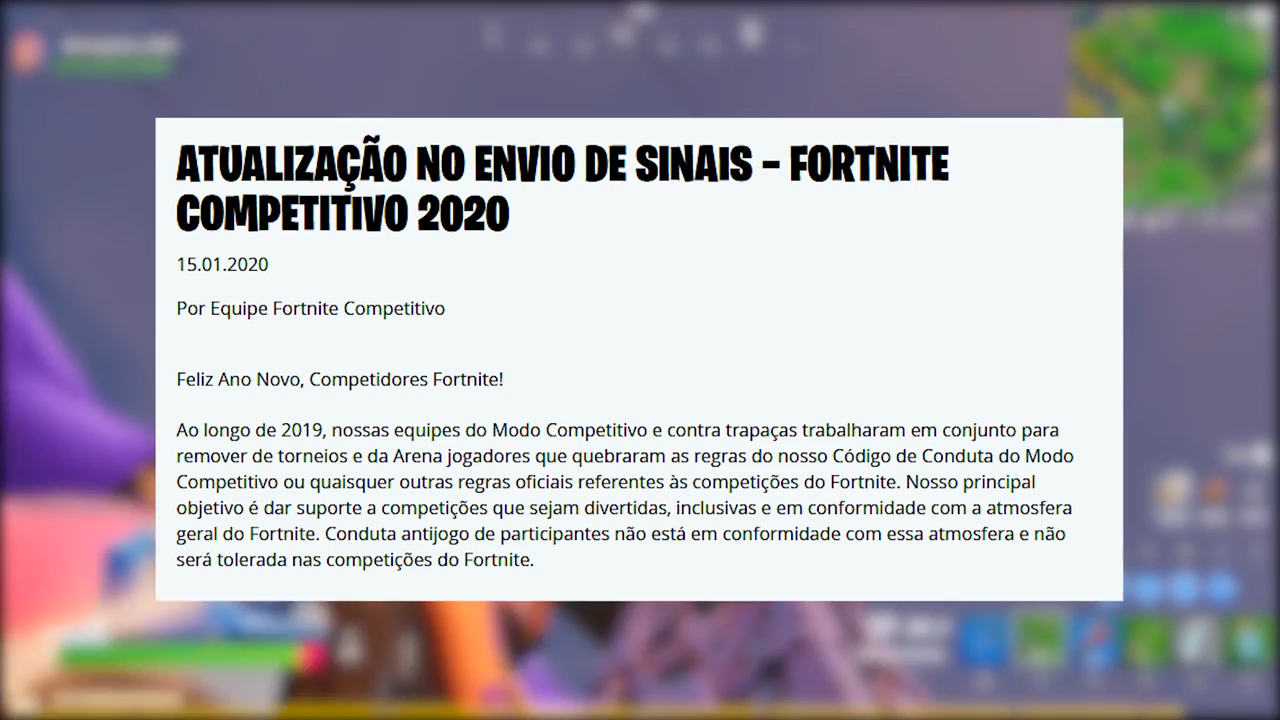 ATUALIZAÇÃO NO ENVIO DE SINAIS – FORTNITE
COMPETITIVO 2020
15.01.2020
Por Equipe Fortnite Competitivo
Feliz Ano Novo, Competidores Fortnite!
Ao longo de 2019, nossas equipes do Modo Competitivo e contra trapaças trabalharam em conjunto para
remover de torneios e da Arena jogadores que quebraram as regras do nosso Código de Conduta do Modo
Competitivo ou quaisquer outras regras oficiais referentes às competições do Fortnite. Nosso principal
objetivo é dar suporte a competições que sejam divertidas, inclusivas e em conformidade com a atmosfera
geral do Fortnite. Conduta antijogo de participantes não está em conformidade com essa atmosfera e não
será tolerada nas competições do Fortnite.